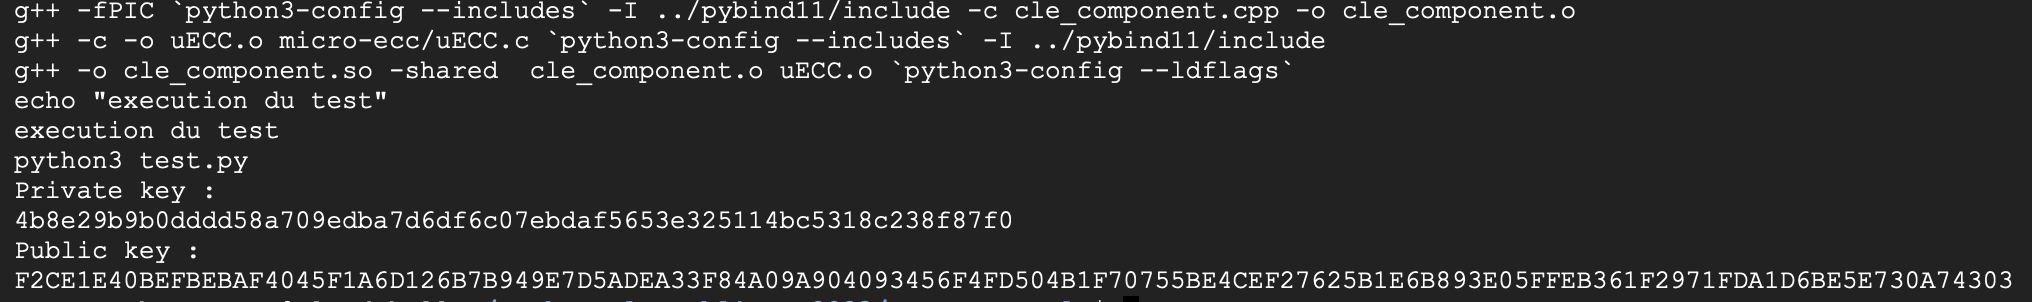 g++ -fPIC `python3-config --includes` -I ../pybind11/include -c cle_component.cpp -o cle_component.o
g++ -c -o uECC.o micro-ecc/uECC.c `python3-config --includes` -I ../pybind11/include
g++ -o cle_component.so -shared  cle_component.o uECC.o `python3-config --ldflags`
echo "execution du test"
execution du test
python3 test.py
Private key :
4b8e29b9b0dddd58a709edba7d6df6c07ebdaf5653e325114bc5318c238f87f0
Public key :
F2CE1E40BEFBEBAF4045F1A6D126B7B949E7D5ADEA33F84A09A904093456F4FD504B1F70755BE4CEF27625B1E6B893E05FFEB361F2971FDA1D6BE5E730A74303